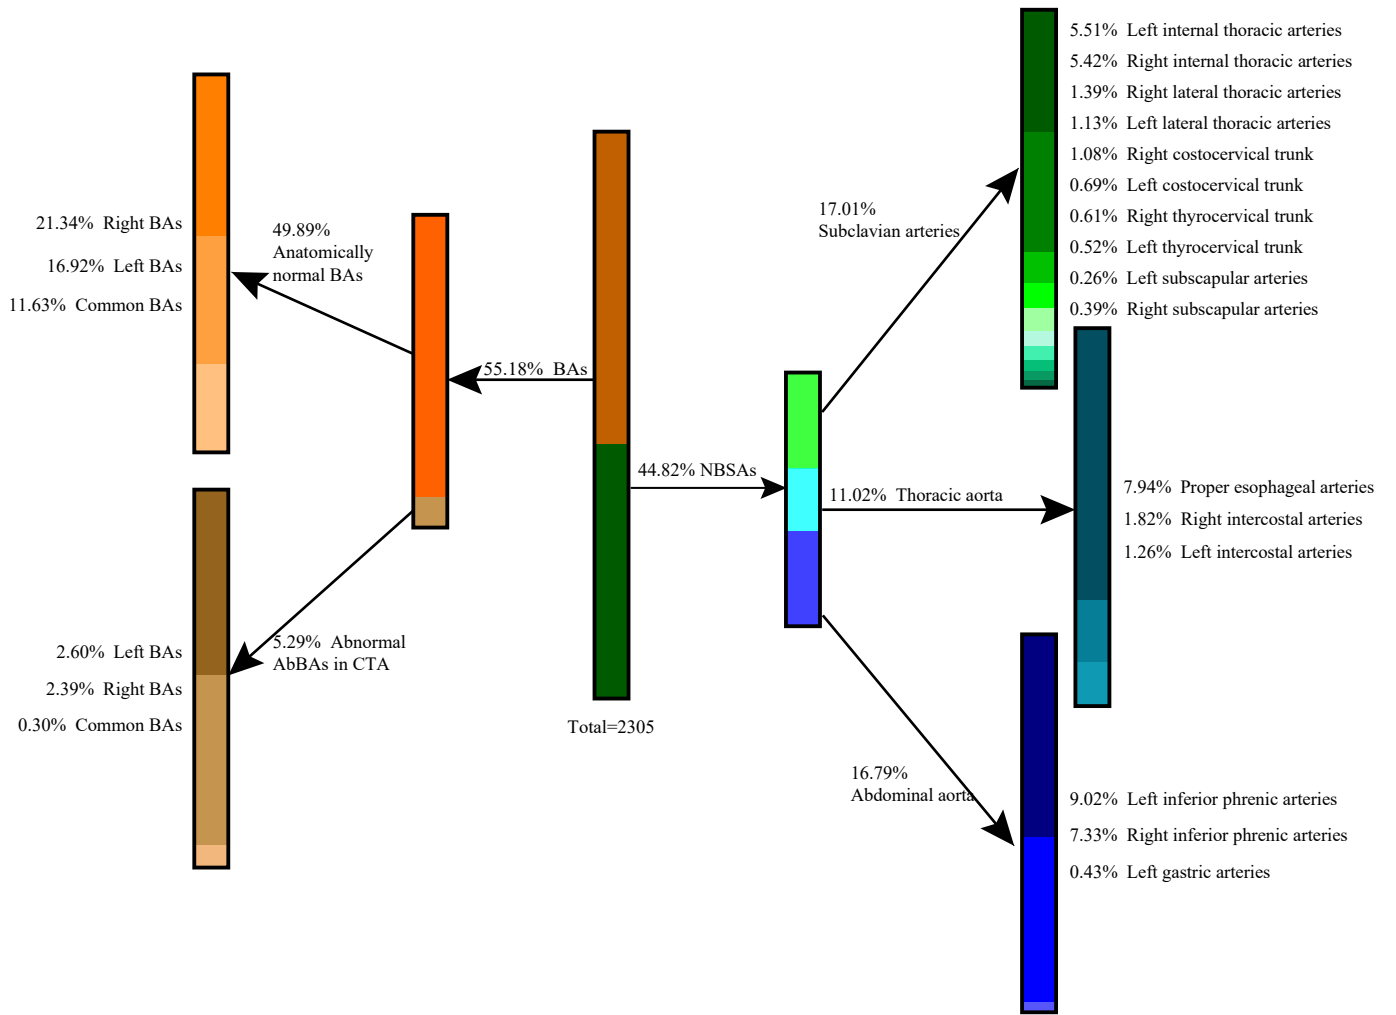 21.34%  Right BAs
16.92%  Left BAs
11.63%  Common BAs
49.89%
Anatomically
normal BAs
2.60%  Left BAs
2.39%  Right BAs
0.30%  Common BAs
5.29%  Abnormal
AbBAs in CTA
55.18%  BAs
Total=2305
44.82% NBSAs
17.01%
Subclavian arteries
11.02%  Thoracic aorta
16.79%
Abdominal aorta
5.51%  Left internal thoracic arteries
5.42%  Right internal thoracic arteries
1.39%  Right lateral thoracic arteries
1.13%  Left lateral thoracic arteries
1.08%  Right costocervical trunk
0.69%  Left costocervical trunk
0.61%  Right thyrocervical trunk
0.52%  Left thyrocervical trunk
0.26%  Left subscapular arteries
0.39%  Right subscapular arteries
7.94%  Proper esophageal arteries
1.82%  Right intercostal arteries
1.26%  Left intercostal arteries
9.02%  Left inferior phrenic arteries
7.33%  Right inferior phrenic arteries
0.43%  Left gastric arteries